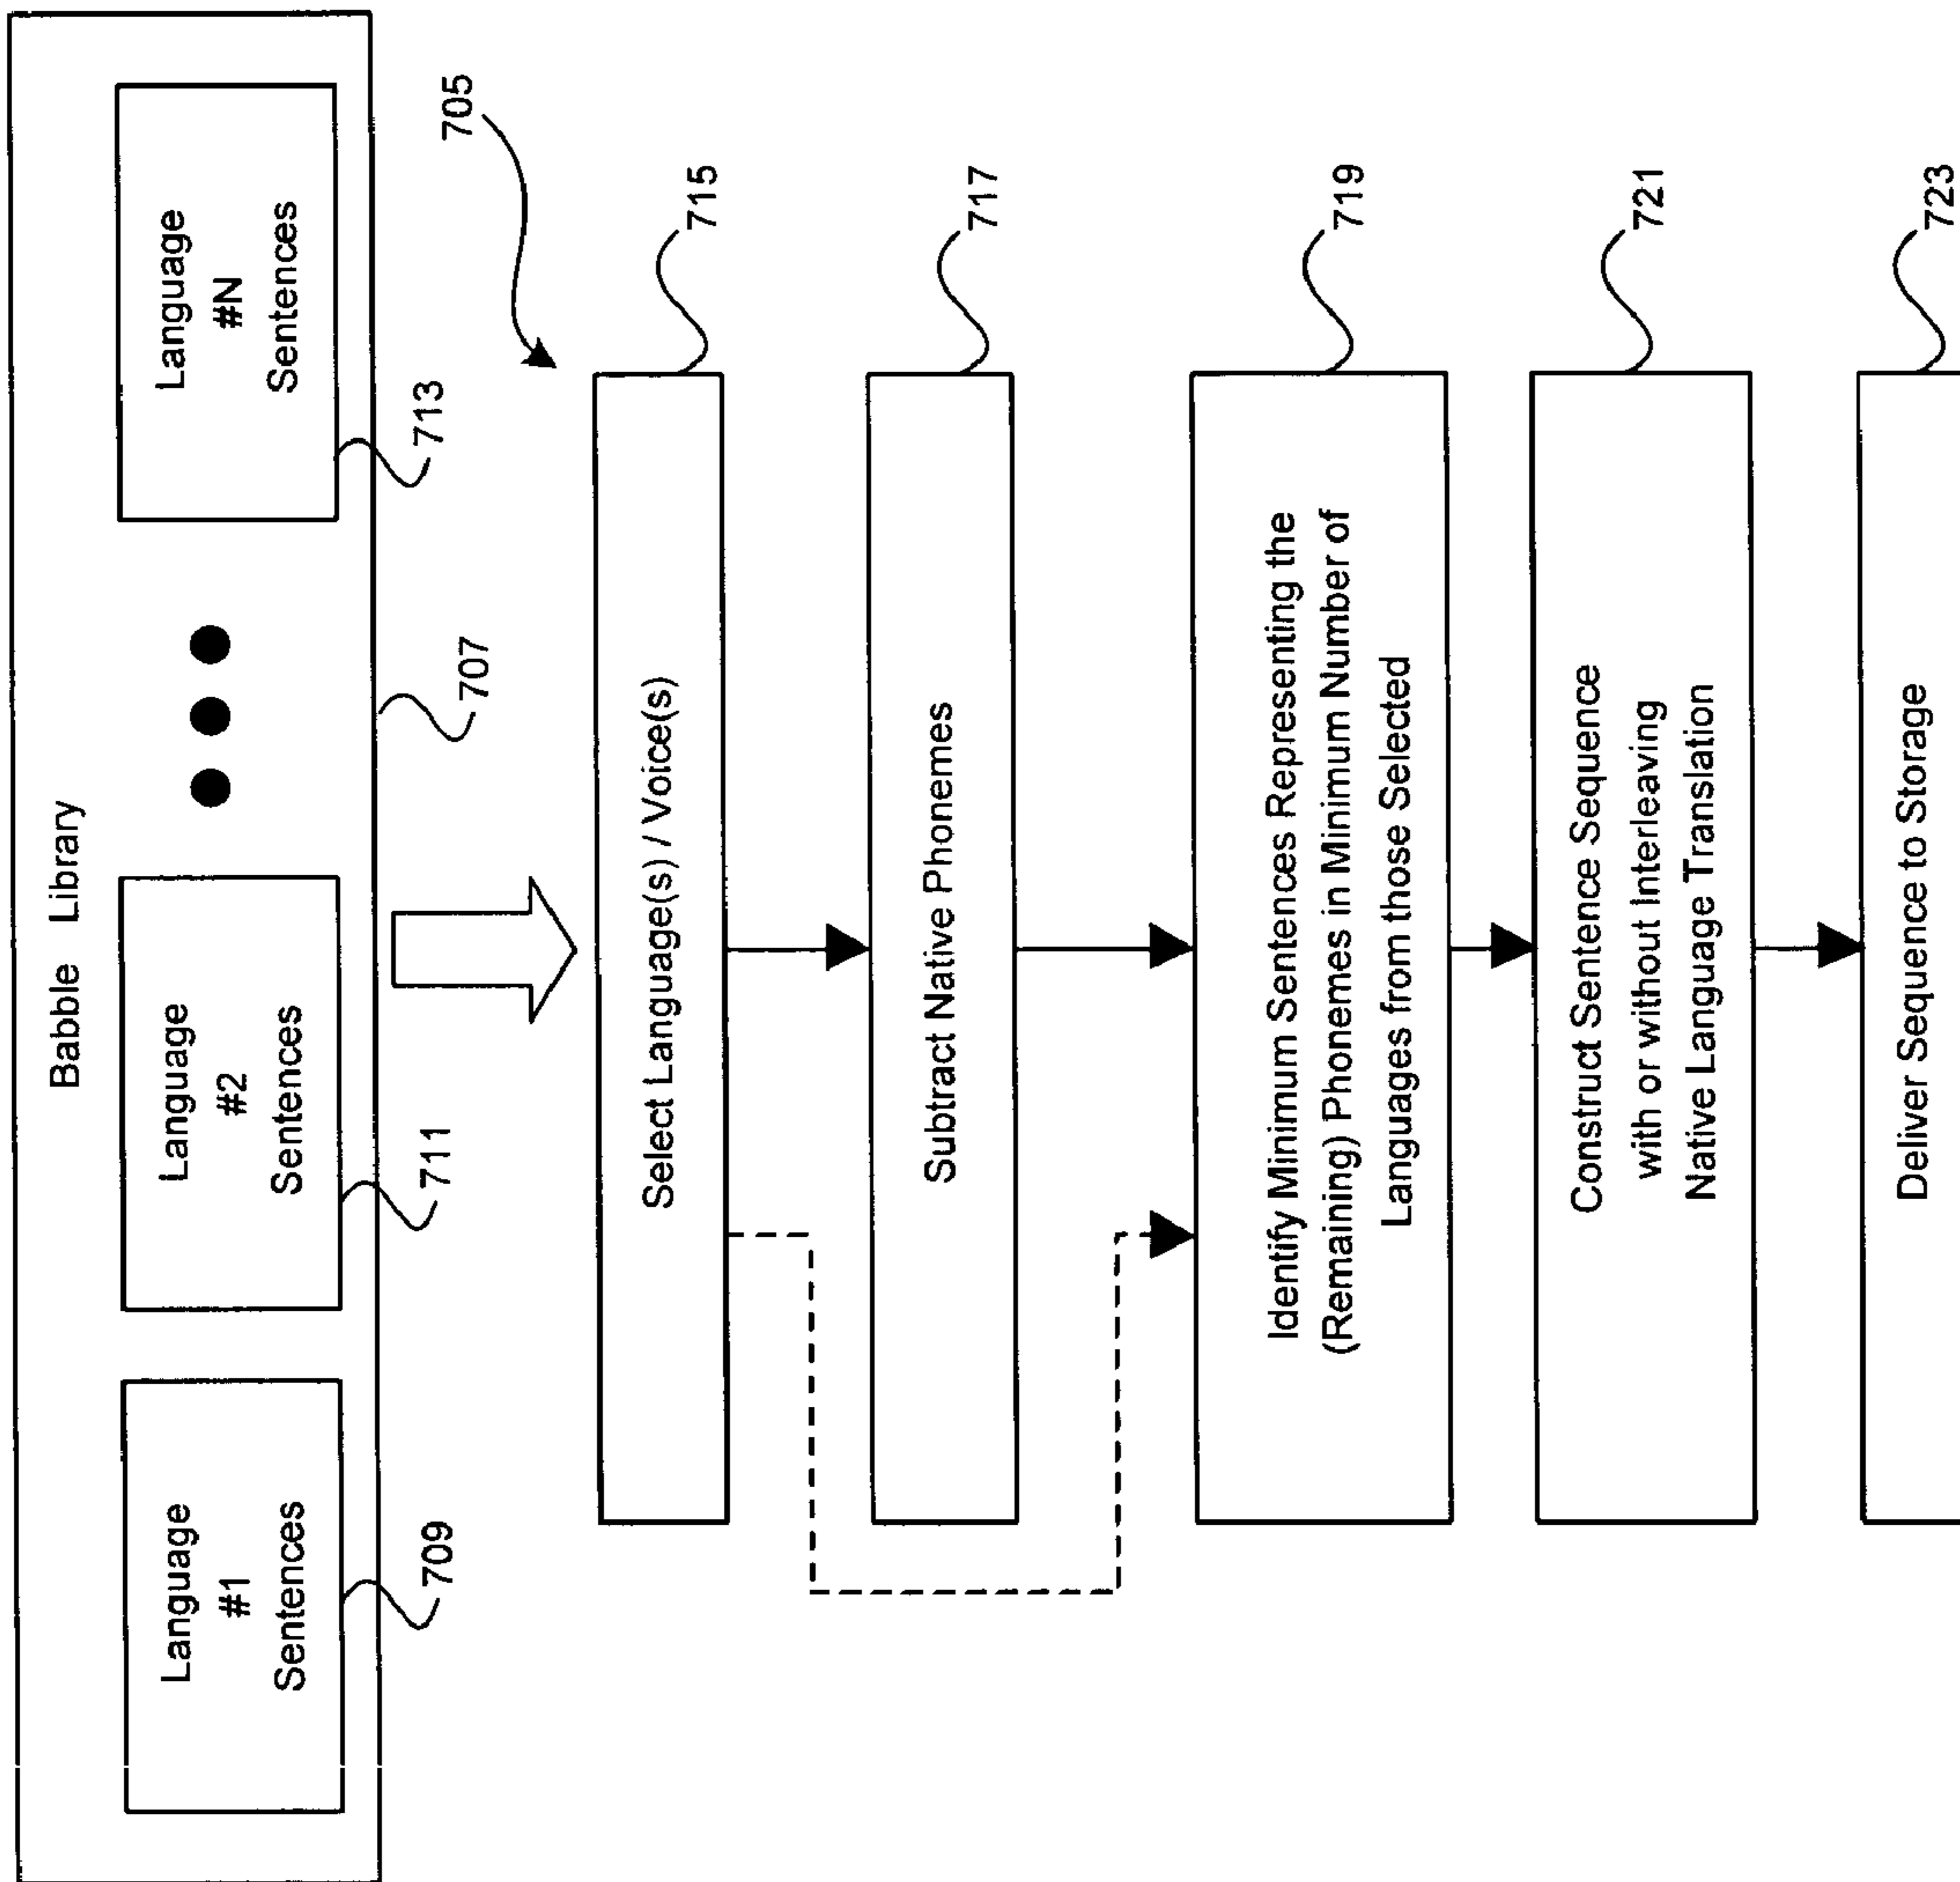 Babble Library
Language
#1
Sentences
709
Language
#2
Sentences
711
Language
#N
Sentences
713
707
705
Select Language(s) / Voice(s)
715
Subtract Native Phonemes
717
Identify Minimum Sentences Representing the
(Remaining) Phonemes in Minimum Number of
Languages from those Selected
719
Construct Sentence Sequence
with or without Interleaving
Native Language Translation
721
Deliver Sequence to Storage
723